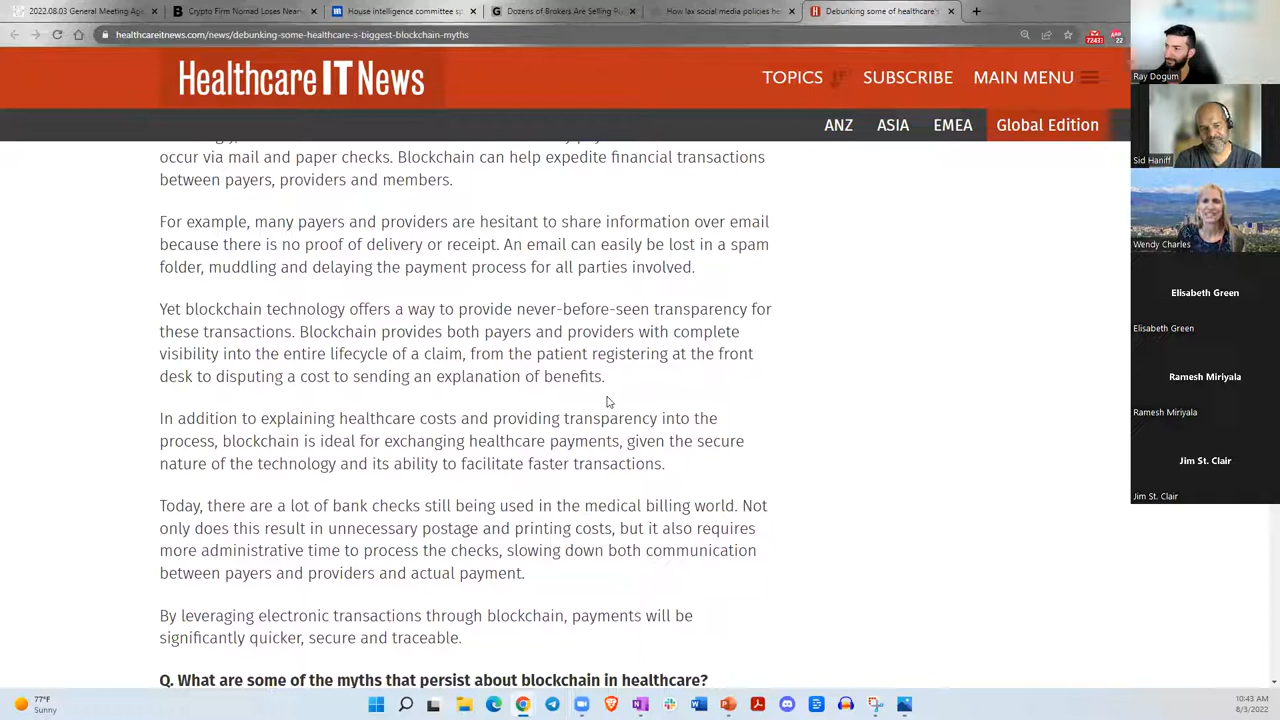 2022.08.03 General Meeting Age
Crypto Firm Nomad Loses Near
House intelligence committee sp
Dozens of Brokers Are Selling
How lax social media policies he
Debunking some of healthcare's
healthcareitnews.com/news/debunking-some-healthcare-s-biggest-blockchain-myths
Healthcare IT News
TOPICS
SUBSCRIBE
MAIN MENU
ANZ
ASIA
EMEA
Global Edition
occur via mail and paper checks. Blockchain can help expedite financial transactions
between payers, providers and members.
For example, many payers and providers are hesitant to share information over email
because there is no proof of delivery or receipt. An email can easily be lost in a spam
folder, muddling and delaying the payment process for all parties involved.
Yet blockchain technology offers a way to provide never-before-seen transparency for
these transactions. Blockchain provides both payers and providers with complete
visibility into the entire lifecycle of a claim, from the patient registering at the front
desk to disputing a cost to sending an explanation of benefits.
In addition to explaining healthcare costs and providing transparency into the
process, blockchain is ideal for exchanging healthcare payments, given the secure
nature of the technology and its ability to facilitate faster transactions.
Today, there are a lot of bank checks still being used in the medical billing world. Not
only does this result in unnecessary postage and printing costs, but it also requires
more administrative time to process the checks, slowing down both communication
between payers and providers and actual payment.
By leveraging electronic transactions through blockchain, payments will be
significantly quicker, secure and traceable.
Q. What are some of the myths that persist about blockchain in healthcare?
Ray Dogum
Sid Haniff
Wendy Charles
Elisabeth Green
Elisabeth Green
Ramesh Miriyala
Ramesh Miriyala
Jim St. Clair
Jim St. Clair
77°F
Sunny
10:43 AM
8/3/2022